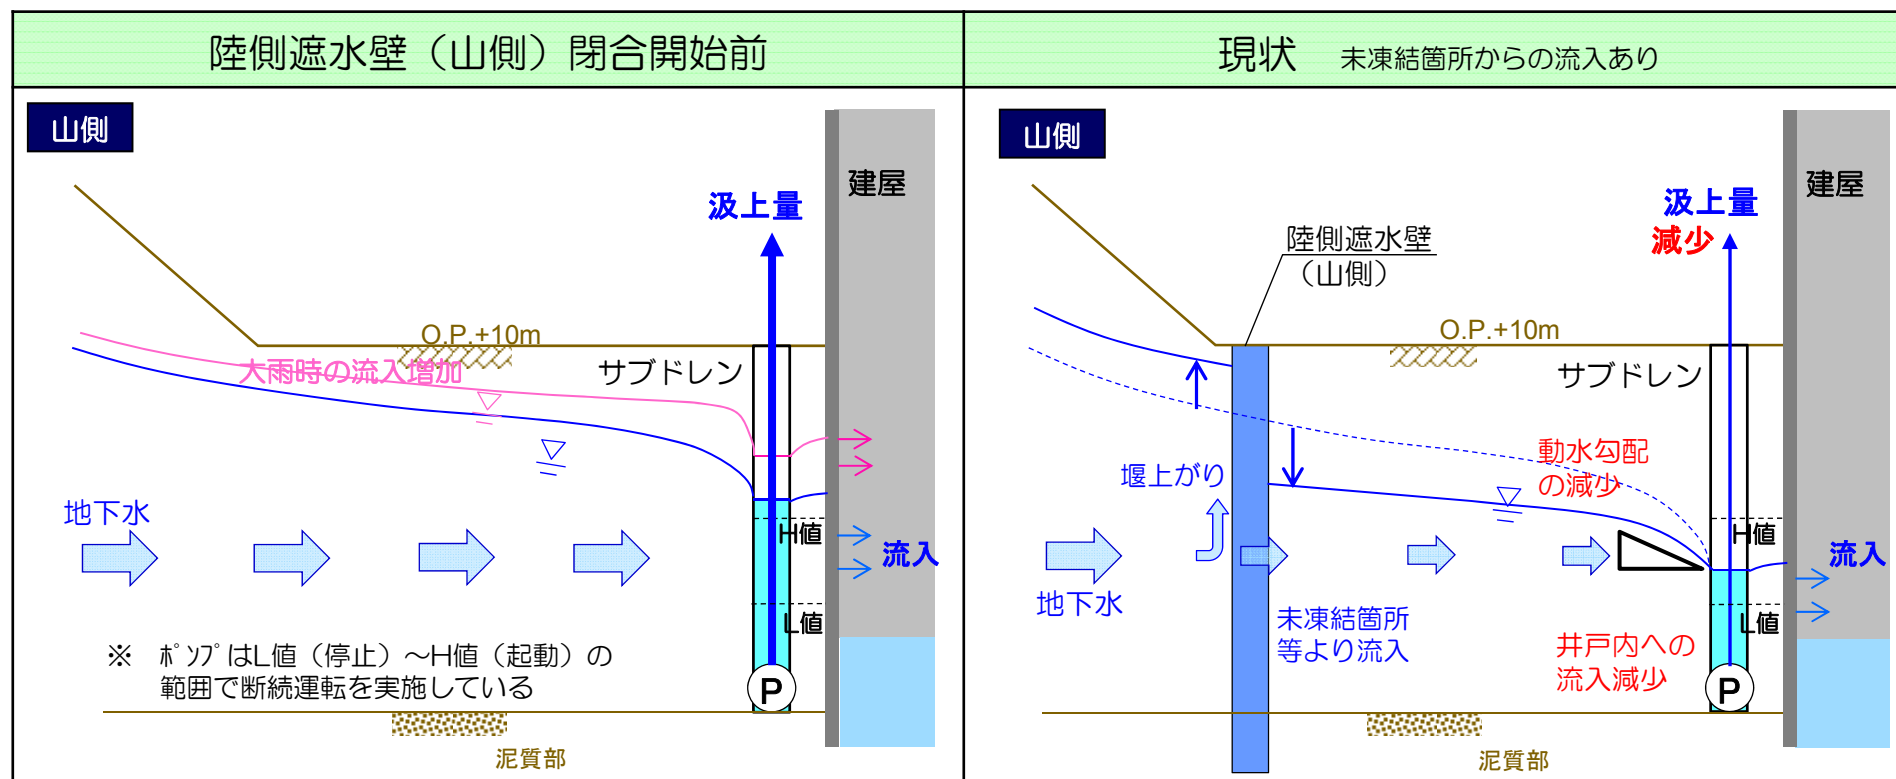 陸側遮水壁（山側）閉合開始前
山側
建屋
汲上量
O.P.+10m
大雨時の流入増加
サブドレン
地下水
H値
流入
L値
※ ﾎﾟﾝﾌﾟはL値（停止）～H値（起動）の
範囲で断続運転を実施している
P
泥質部
現状 未凍結箇所からの流入あり
山側
建屋
汲上量
減少
陸側遮水壁
（山側）
O.P.+10m
サブドレン
動水勾配
の減少
堰上がり
H値
流入
地下水
未凍結箇所
等より流入
L値
井戸内への
流入減少
P
泥質部